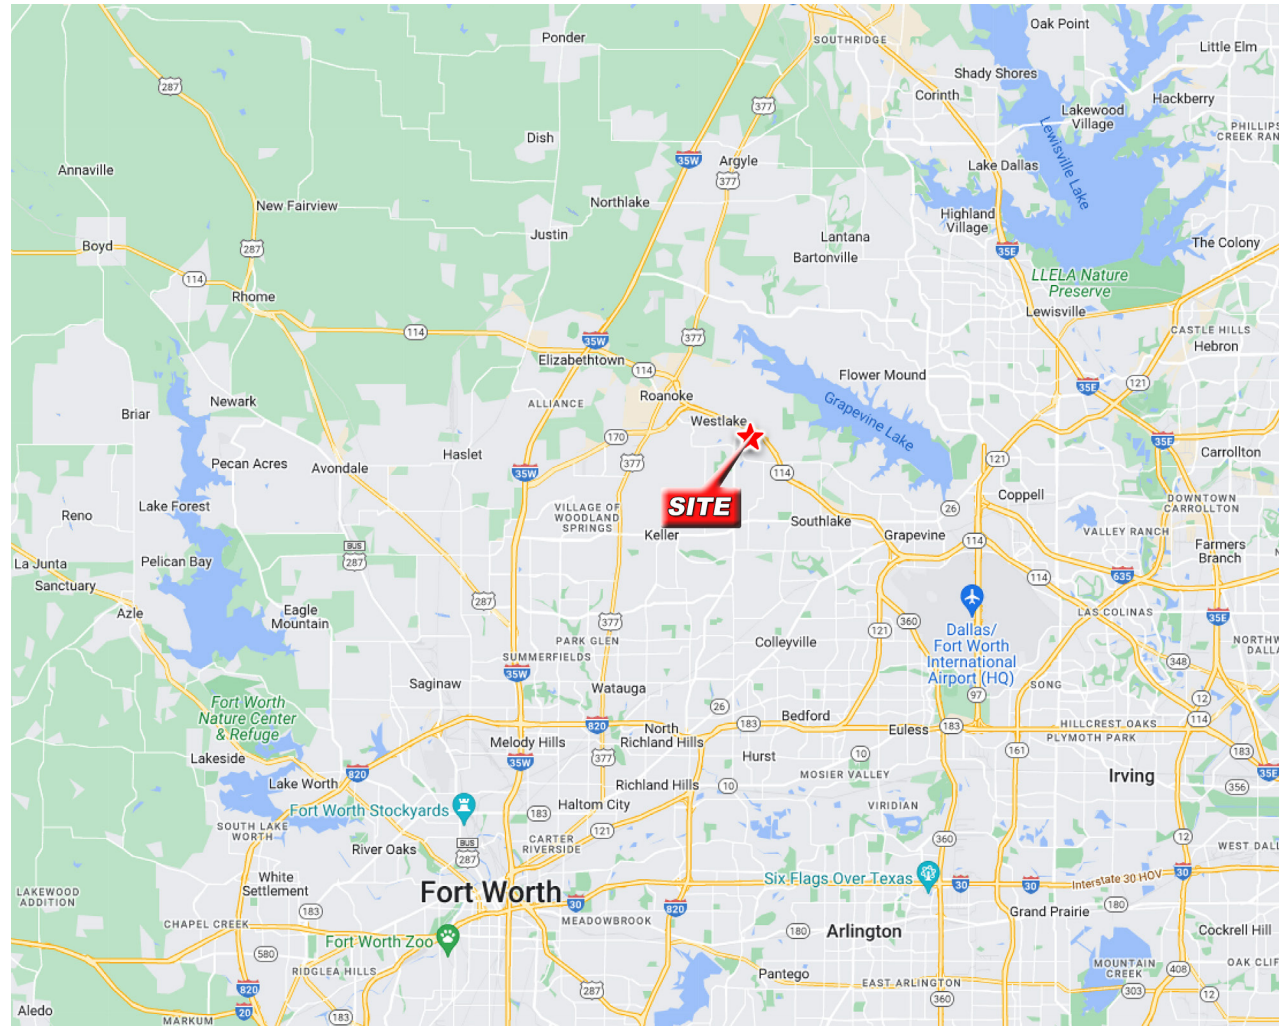 Oak Point
Ponder
SOUTHRIDGE
Little Elm
Shady Shores
287
Corinth
Hackberry
377
Lakewood
Village
PHILLIPS
CREEK RAN
Dish
Lewisville Lake
35W
Argyle
Lake Dallas
Annaville
377
New Fairview
Northlake
Highland
Village
Justin
Lantana
Boyd
287
35E
The Colony
Bartonville
114
LLELA Nature
Preserve
Rhome
Lewisville
114
35W
377
CASTLE HILLS
Hebron
Elizabethtown
114
Flower Mound
35E
121
Roanoke
Newark
ALLIANCE
Grapevine Lake
Briar
Westlake
170
35E
Carrollton
Haslet
377
121
Pecan Acres
Avondale
35W
114
Coppell
DOWNTOWN
CARROLLTON
Lake Forest
SITE
26
VILLAGE OF
WOODLAND
SPRINGS
Reno
Southlake
Keller
Grapevine
VALLEY RANCH
114
Farmers
Branch
BUS
287
La Junta
Pelican Bay
114
635
Sanctuary
287
Azle
Eagle
Mountain
LAS COLINAS
35E
377
360
121
Dallas/
Fort Worth
International
Airport (HQ)
PARK GLEN
Colleyville
NORTHW
DALLA
SUMMERFIELDS
348
35W
Saginaw
Watauga
SONG
97
12
Fort Worth
Nature Center
& Refuge
26
114
820
183
Bedford
183
HILLCREST OAKS
North
Richland Hills
Euless
PLYMOUTH PARK
Melody Hills
161
183
Lakeside
35W
377
Hurst
10
820
MOSIER VALLEY
Irving
35E
Lake Worth
Richland Hills
10
356
Fort Worth Stockyards
183
Haltom City
VIRIDIAN
SOUTH LAKE
WORTH
121
12
BUS
287
CARTER
RIVERSIDE
360
River Oaks
WEST DALL
White
Settlement
Six Flags Over Texas
30
30
Interstate 30 HOV
30
Fort Worth
30
LAKEWOOD
ADDITION
183
820
Grand Prairie
180
MEADOWBROOK
CHAPEL CREEK
180
Arlington
Cockrell Hill
Fort Worth Zoo
580
MOUNTAIN
CREEK
408
OAK CLIF
RIDGLEA HILLS
Pantego
EAST ARLINGTON
820
287
303
12
360
20
Aledo
183
MARKUM